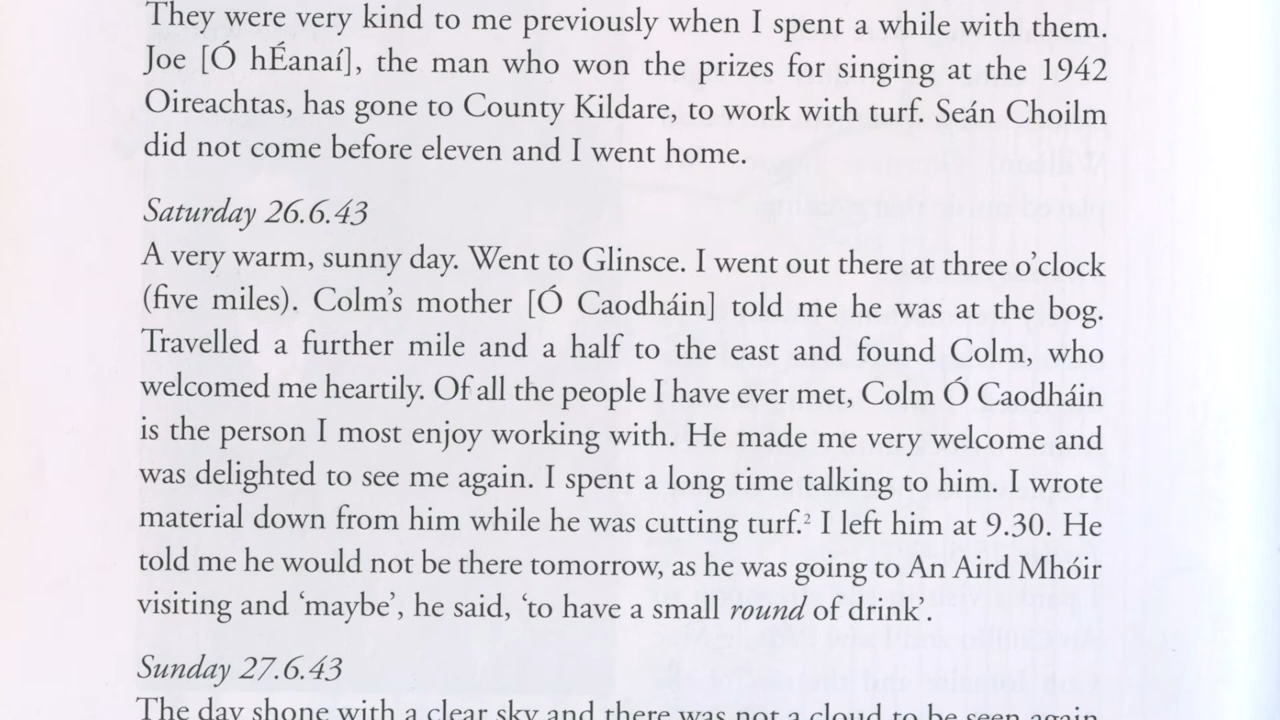 They were very kind to me previously when I spent a while with them.
Joe [Ó hÉanaí], the man who won the prizes for singing at the 1942
Oireachtas, has gone to County Kildare, to work with turf. Seán Choilm
did not come before eleven and I went home.
Saturday 26.6.43
A very warm, sunny day. Went to Glinsce. I went out there at three o’clock
(five miles). Colm’s mother [Ó Caodháin] told me he was at the bog.
Travelled a further mile and a half to the east and found Colm, who
welcomed me heartily. Of all the people I have ever met, Colm Ó Caodháin
is the person I most enjoy working with. He made me very welcome and
was delighted to see me again. I spent a long time talking to him. I wrote
material down from him while he was cutting turf.² I left him at 9.30. He
told me he would not be there tomorrow, as he was going to An Aird Mhóir
visiting and ‘maybe’, he said, ‘to have a small round of drink’.
Sunday 27.6.43
The day shone with a clear sky and there was not a cloud to be seen again